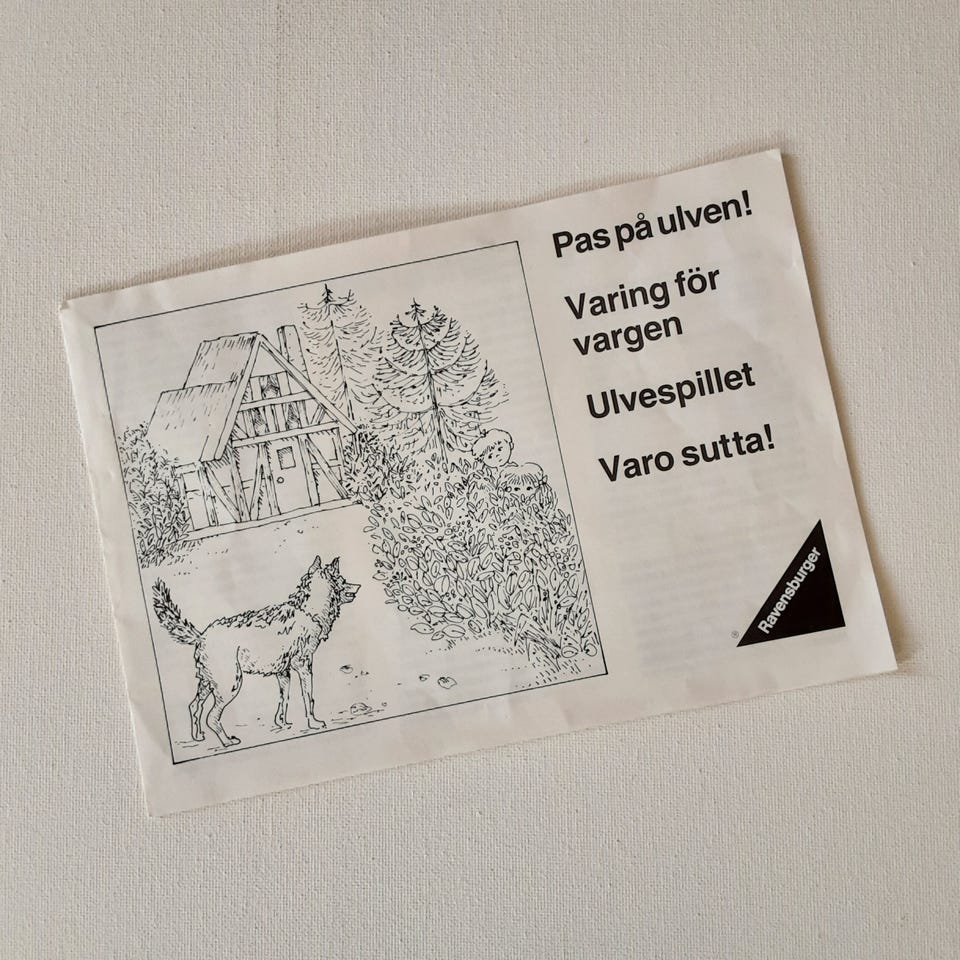 Pas på ulven!
Varing för
vargen
Ulvespillet
Varo sutta!
Ravensburger
®